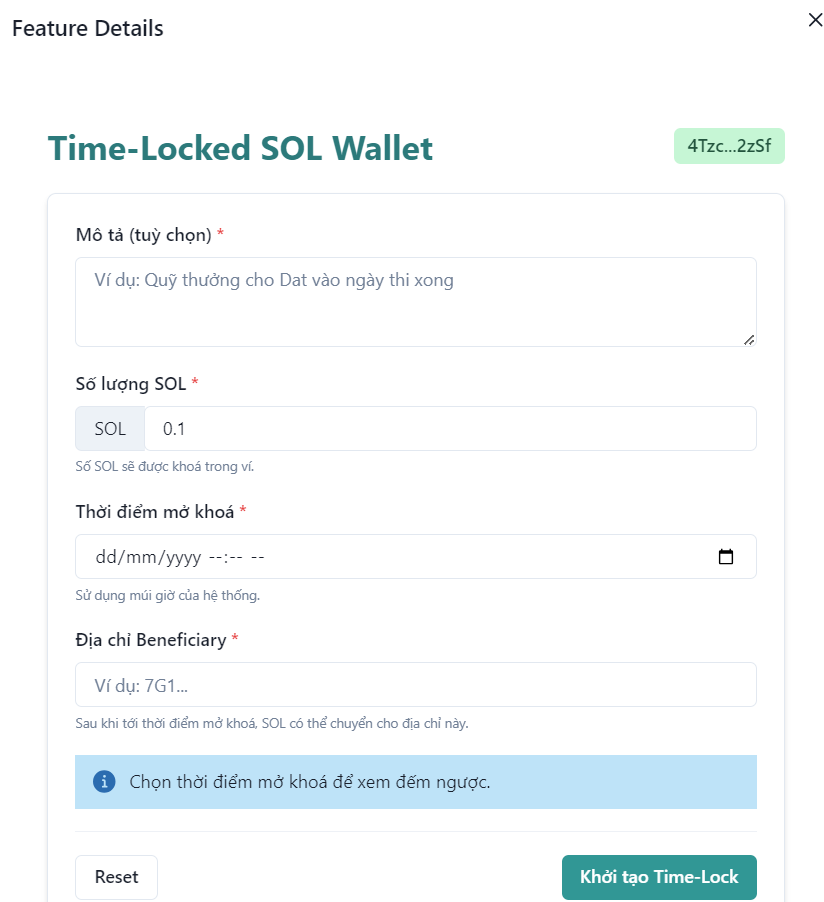 Feature Details
Time-Locked SOL Wallet
4Tzc...2zSf
Mô tả (tuỳ chọn) *
Ví dụ: Quỹ thưởng cho Dat vào ngày thi xong
Số lượng SOL *
SOL 0.1
Số SOL sẽ được khoá trong ví.
Thời điểm mở khoá *
dd/mm/yyyy --:-- --
Sử dụng múi giờ của hệ thống.
Địa chỉ Beneficiary *
Ví dụ: 7G1...
Sau khi tới thời điểm mở khoá, SOL có thể chuyển cho địa chỉ này.
Chọn thời điểm mở khoá để xem đếm ngược.
Reset
Khởi tạo Time-Lock